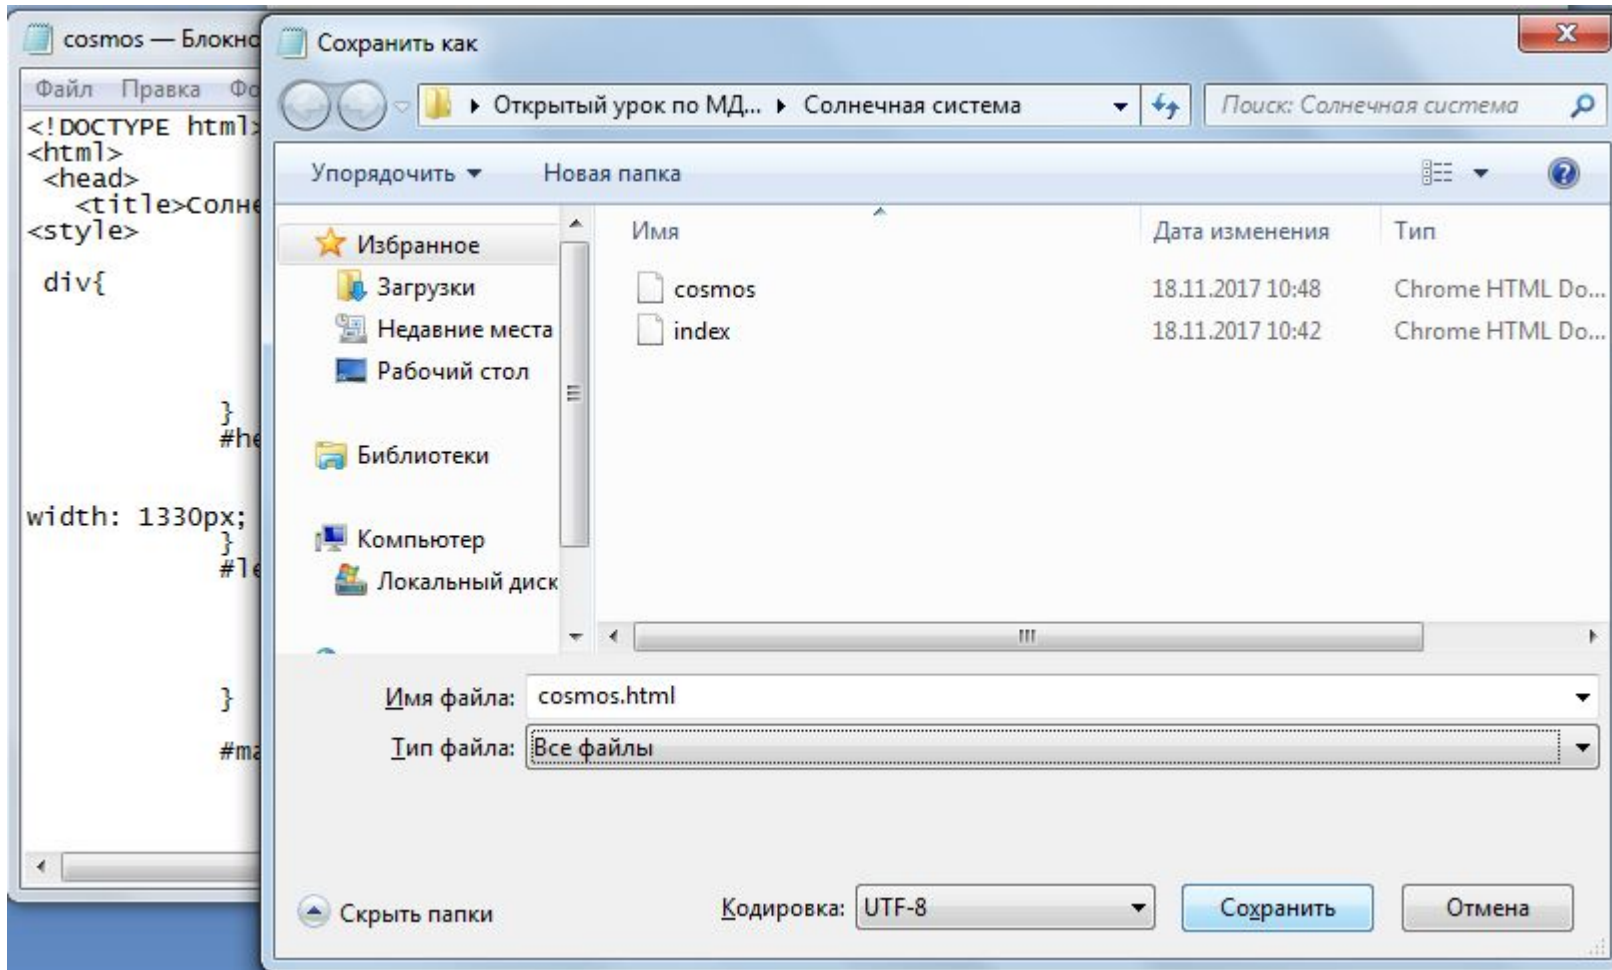 cosmos — Блокно
Файл Правка Фо
<!DOCTYPE html>
<html>
<head>
<title>Солне
<style>
div{
}
#he
width: 1330px;
}
#le
}
#ma
Сохранить как
Открытый урок по МД... Солнечная система
Поиск: Солнечная система
Упорядочить Новая папка
Избранное
Загрузки
Недавние места
Рабочий стол
Библиотеки
Компьютер
Локальный диск
Имя Дата изменения Тип
cosmos 18.11.2017 10:48 Chrome HTML Do...
index 18.11.2017 10:42 Chrome HTML Do...
Имя файла: cosmos.html
Тип файла: Все файлы
Скрыть папки Кодировка: UTF-8 Сохранить Отмена